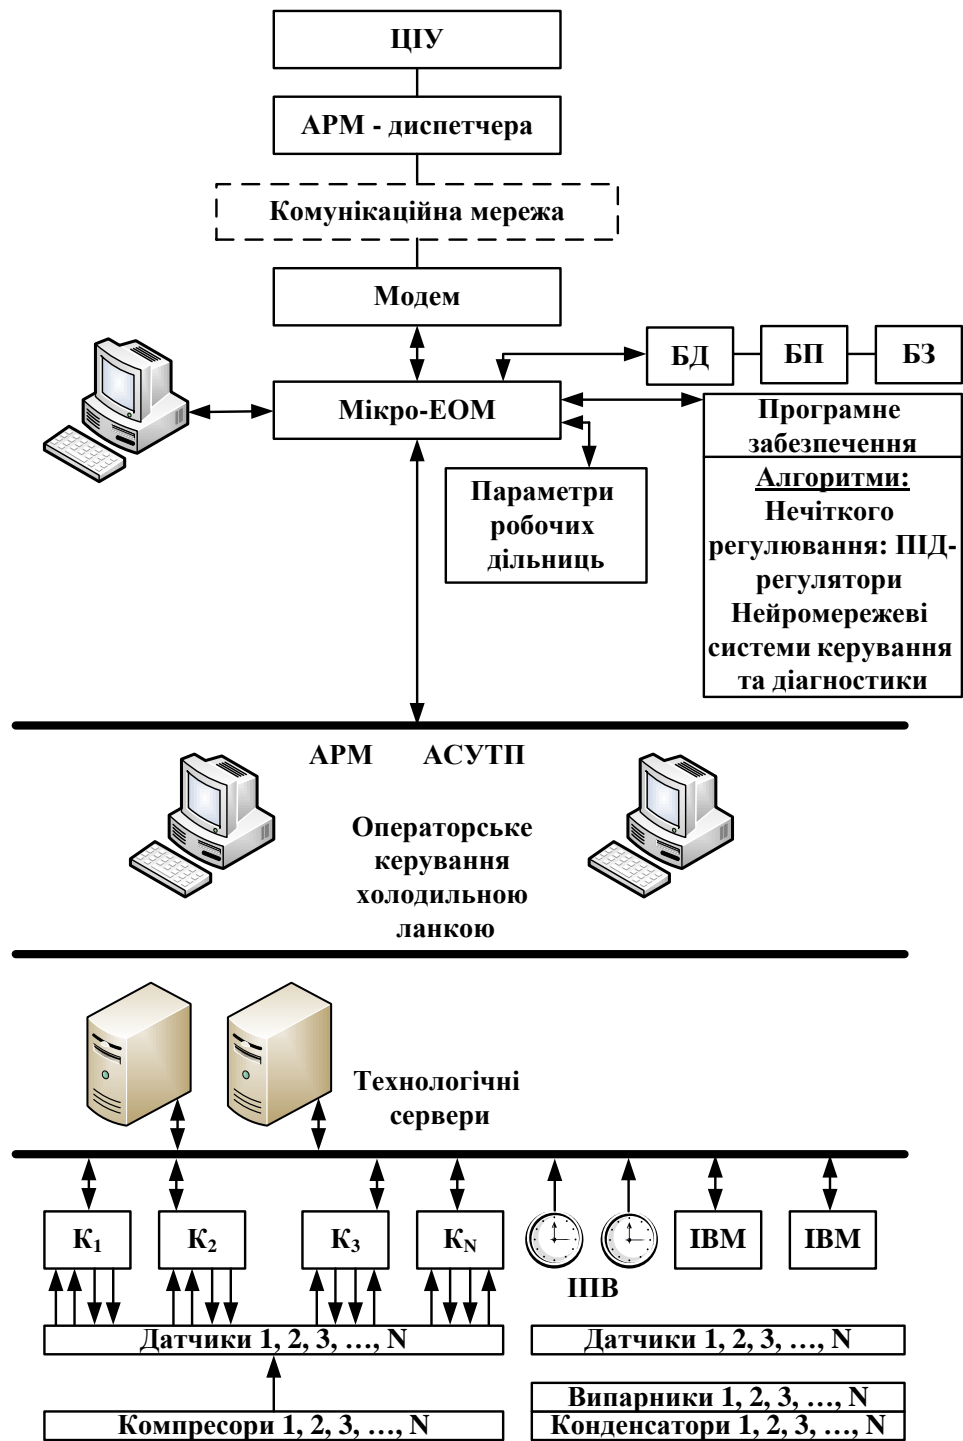 ЦІУ
АРМ - диспетчера
Комунікаційна мережа
Модем
БД
БП
БЗ
Мікро-ЕОМ
Програмне
забезпечення
Алгоритми:
Нечіткого
регулювання: ПІД-
регулятори
Нейромережеві
системи керування
та діагностики
Параметри
робочих
дільниць
АРМ АСУТП
Операторське
керування
холодильною
ланкою
Технологічні
сервери
К1
К2
К3
КN
ІВМ
ІВМ
ІПВ
Датчики 1, 2, 3, …, N
Датчики 1, 2, 3, …, N
Випарники 1, 2, 3, …, N
Компресори 1, 2, 3, …, N
Конденсатори 1, 2, 3, …, N